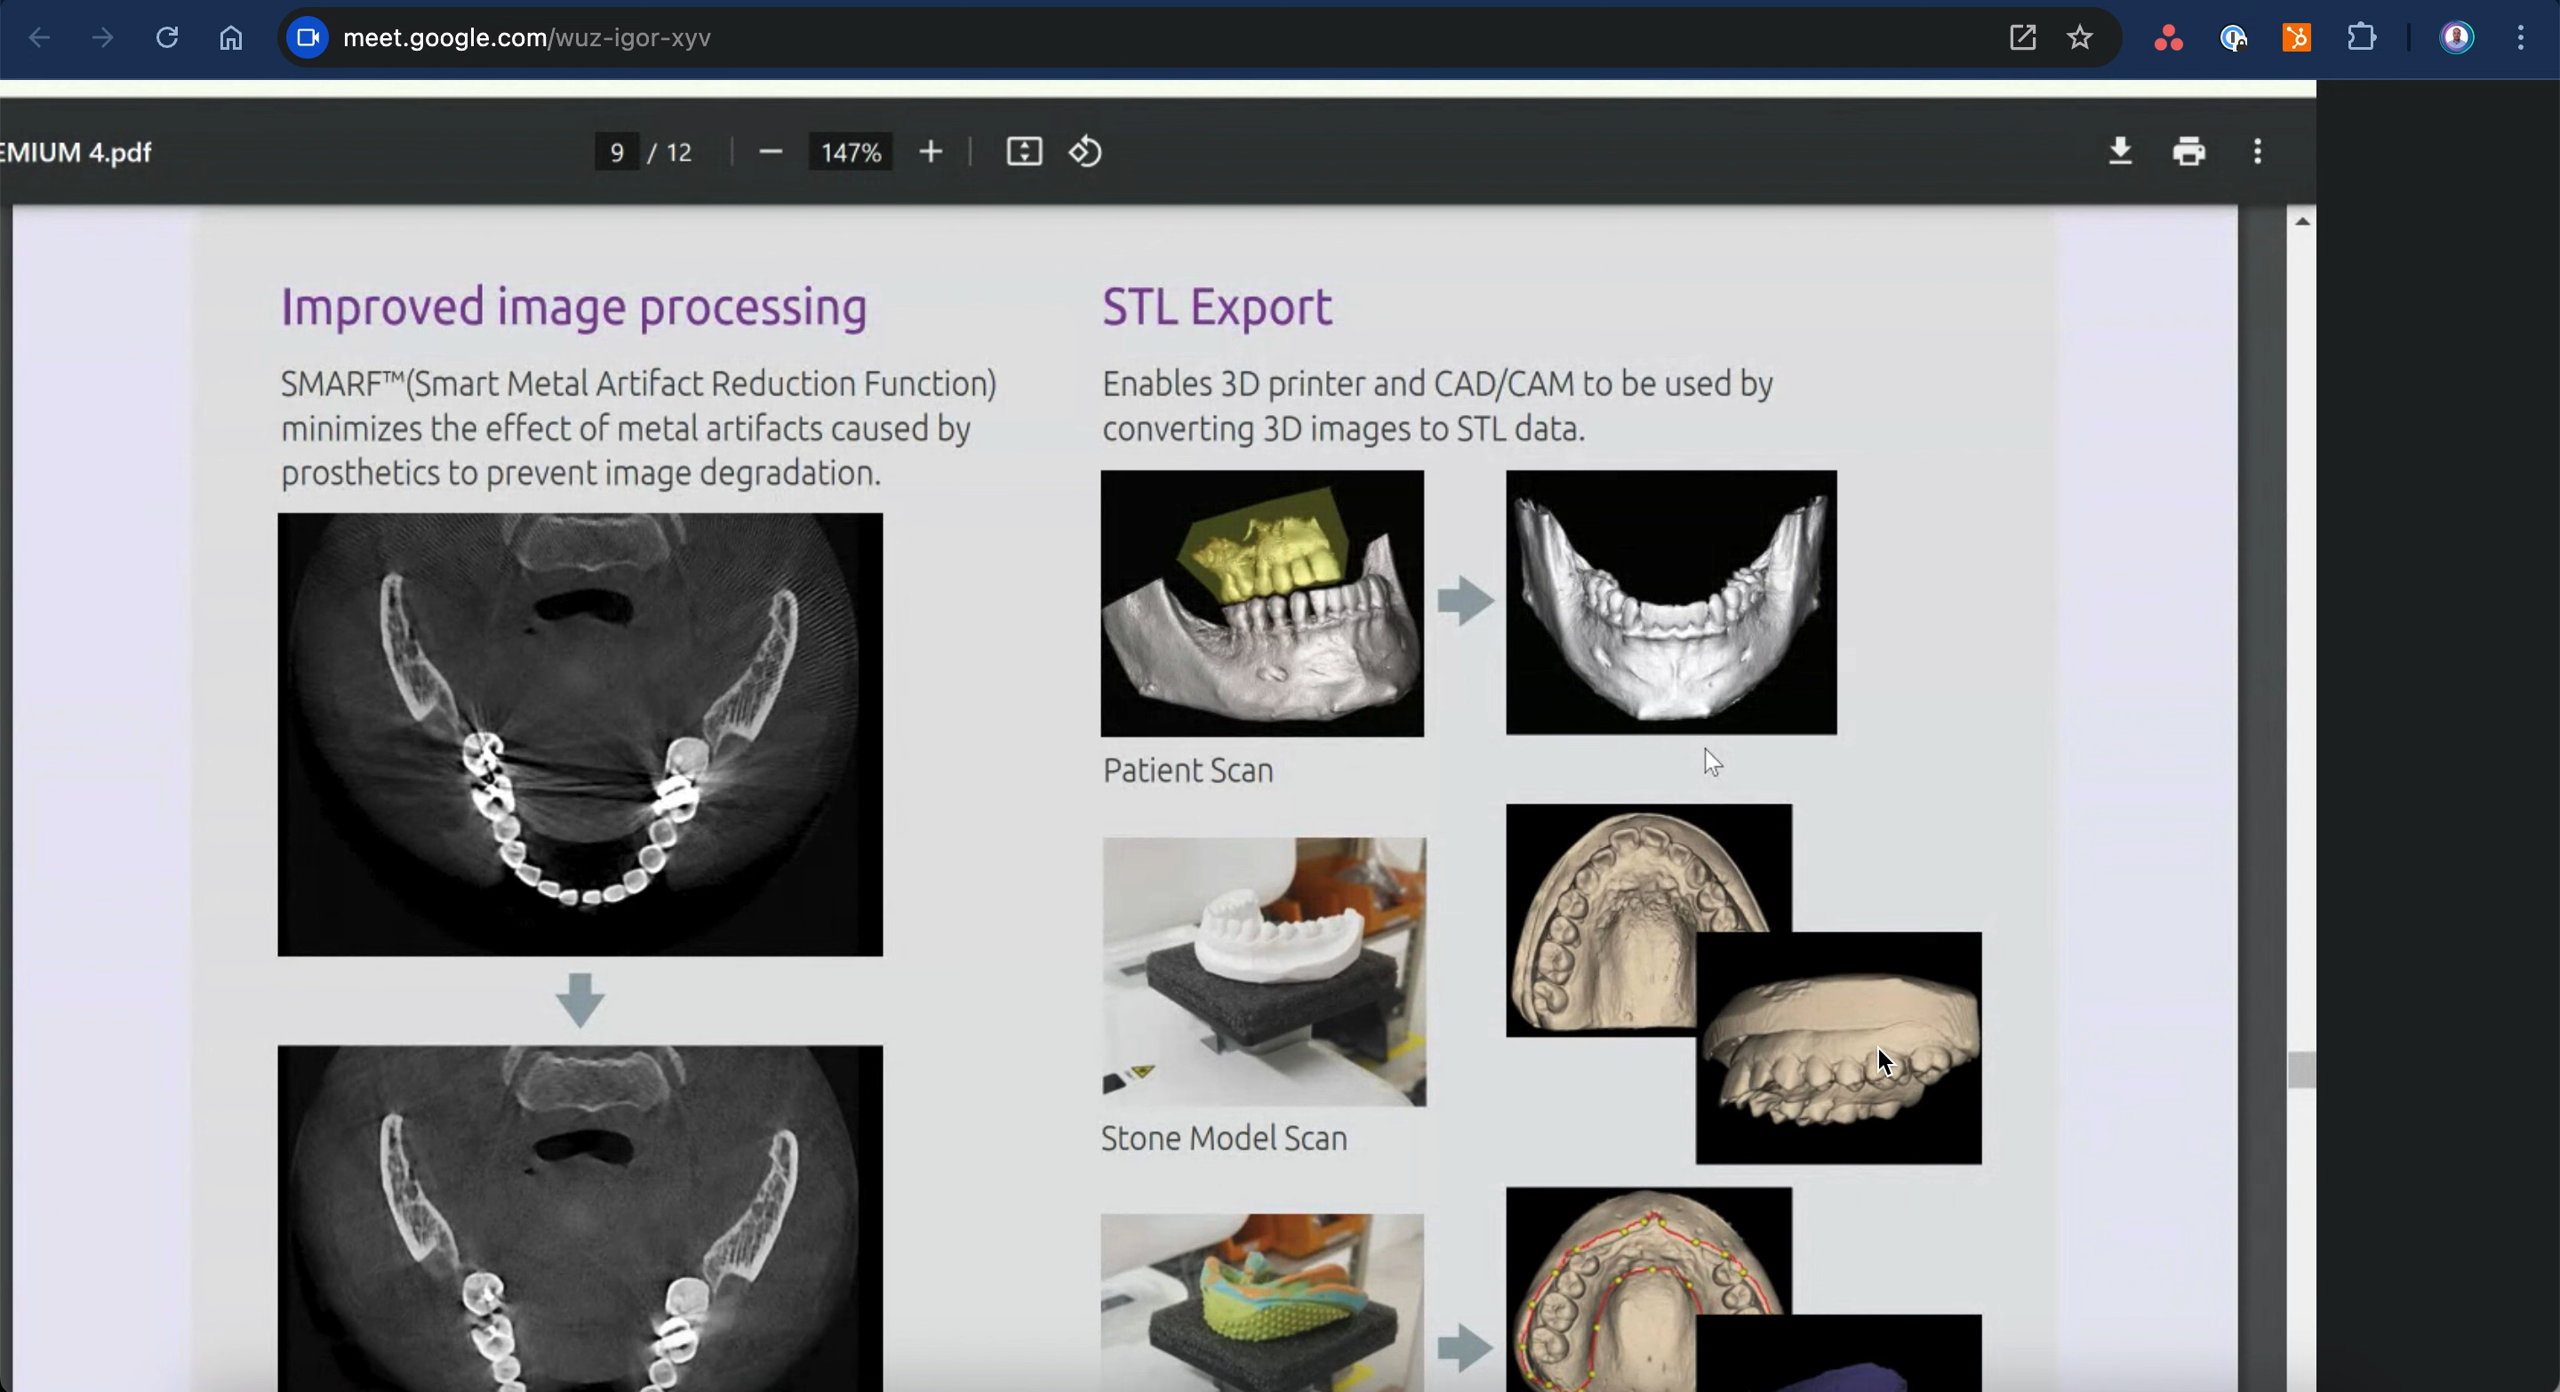 meet.google.com/wuz-igor-xyv
EMIUM 4.pdf
9 / 12
147%
Improved image processing
SMARF™(Smart Metal Artifact Reduction Function)
minimizes the effect of metal artifacts caused by
prosthetics to prevent image degradation.
STL Export
Enables 3D printer and CAD/CAM to be used by
converting 3D images to STL data.
Patient Scan
Stone Model Scan